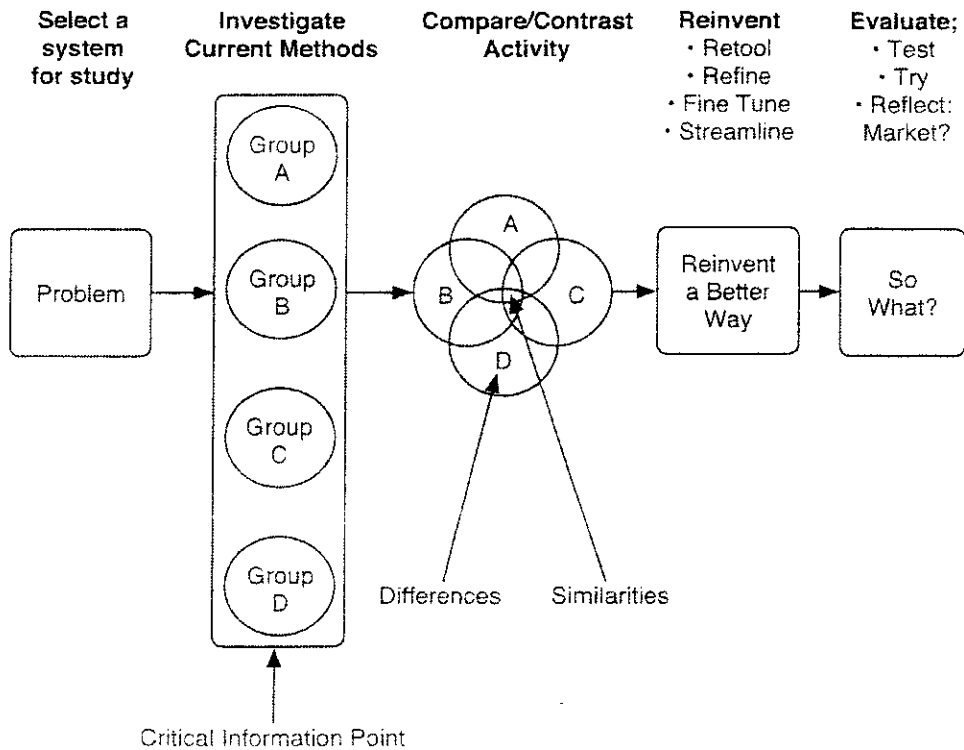 Select a
system
for study
Investigate
Current Methods
Compare/Contrast
Activity
Reinvent
· Retool
· Refine
· Fine Tune
· Streamline
Evaluate;
· Test
· Try
· Reflect:
Market?
Problem
Group
A
Group
B
Group
C
Group
D
A
B
C
D
Reinvent
a Better
Way
So
What?
Differences
Similarities
Critical Information Point